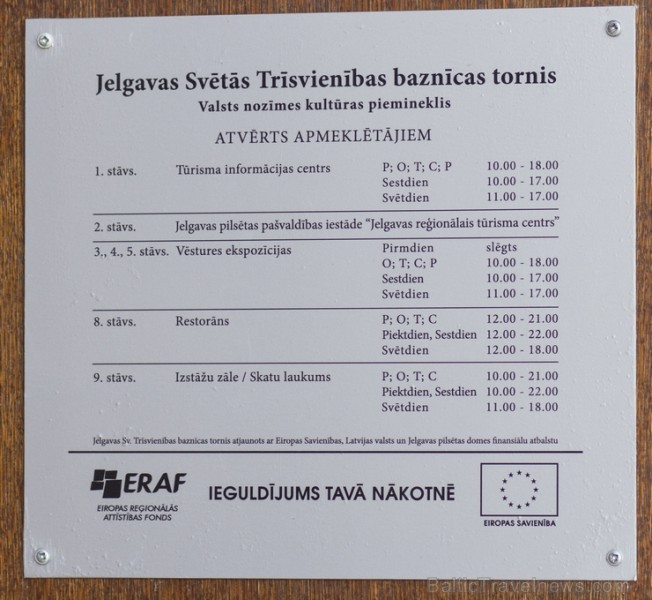 Jelgavas Svētās Trīsvienības baznīcas tornis
Valsts nozīmes kultūras piemineklis
ATVĒRTS APMEKLĒTĀJIEM
1. stāvs. Tūrisma informācijas centrs P; O; T; C; P 10.00 - 18.00
Sestdien 10.00 - 17.00
Svētdien 11.00 - 17.00
2. stāvs. Jelgavas pilsētas pašvaldības iestāde “Jelgavas reģionālais tūrisma centrs”
3., 4., 5. stāvs. Vēstures ekspozīcijas Pirmdien slēgts
O; T; C; P 10.00 - 18.00
Sestdien 10.00 - 17.00
Svētdien 11.00 - 17.00
8. stāvs. Restorāns P; O; T; C 12.00 - 21.00
Piektdien, Sestdien 12.00 - 22.00
Svētdien 12.00 - 18.00
9. stāvs. Izstāžu zāle / Skatu laukums P; O; T; C 10.00 - 21.00
Piektdien, Sestdien 10.00 - 22.00
Svētdien 11.00 - 18.00
Jelgavas Sv. Trīsvienības baznīcas tornis atjaunots ar Eiropas Savienības, Latvijas valsts un Jelgavas pilsētas domes finansiālu atbalstu
ERAF
EIROPAS REĢIONĀLĀS
ATTĪSTĪBAS FONDS
IEGULDĪJUMS TAVĀ NĀKOTNĒ
EIROPAS SAVIENĪBA
BalticTravelnews.com